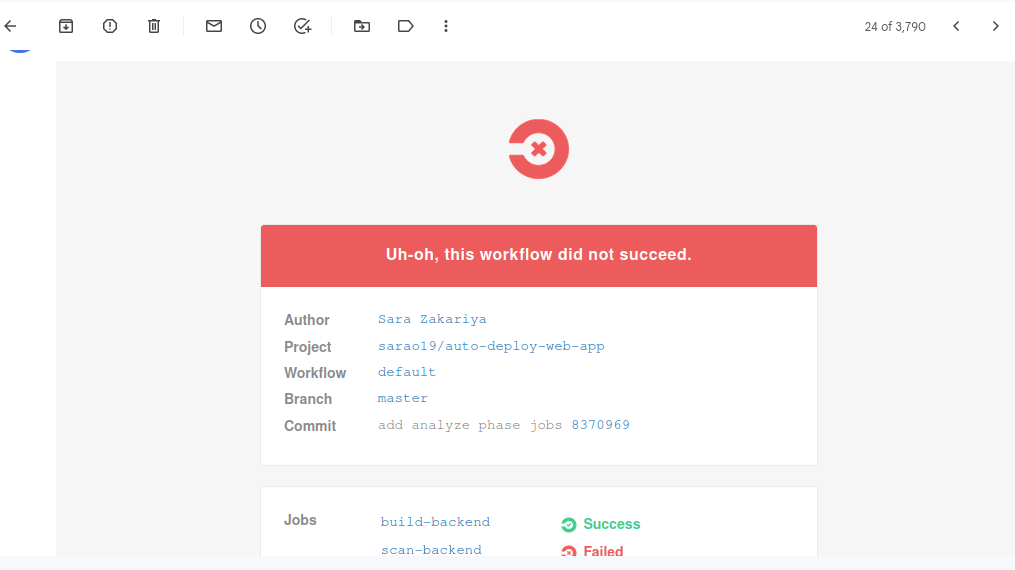 24 of 3,790
Uh-oh, this workflow did not succeed.
Author Sara Zakariya
Project sarao19/auto-deploy-web-app
Workflow default
Branch master
Commit add analyze phase jobs 8370969
Jobs build-backend Success
scan-backend Failed